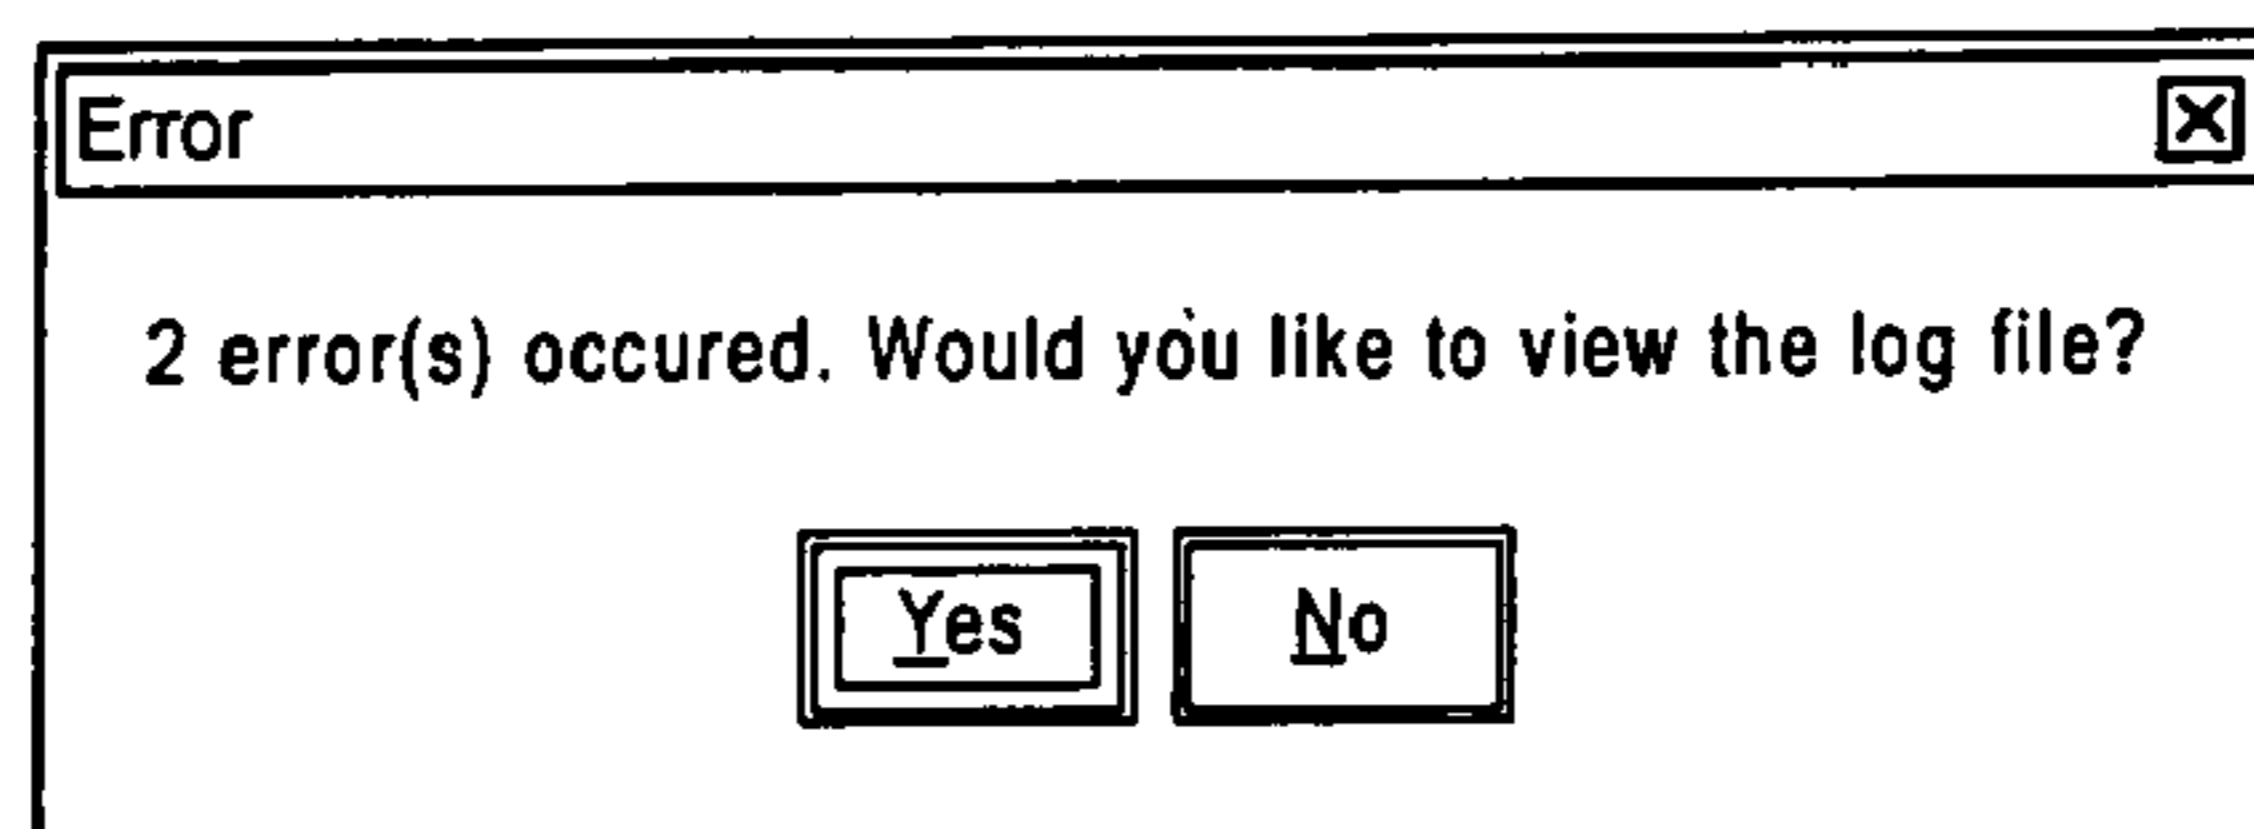 Error
2 error(s) occured. Would you like to view the log file?
Yes No